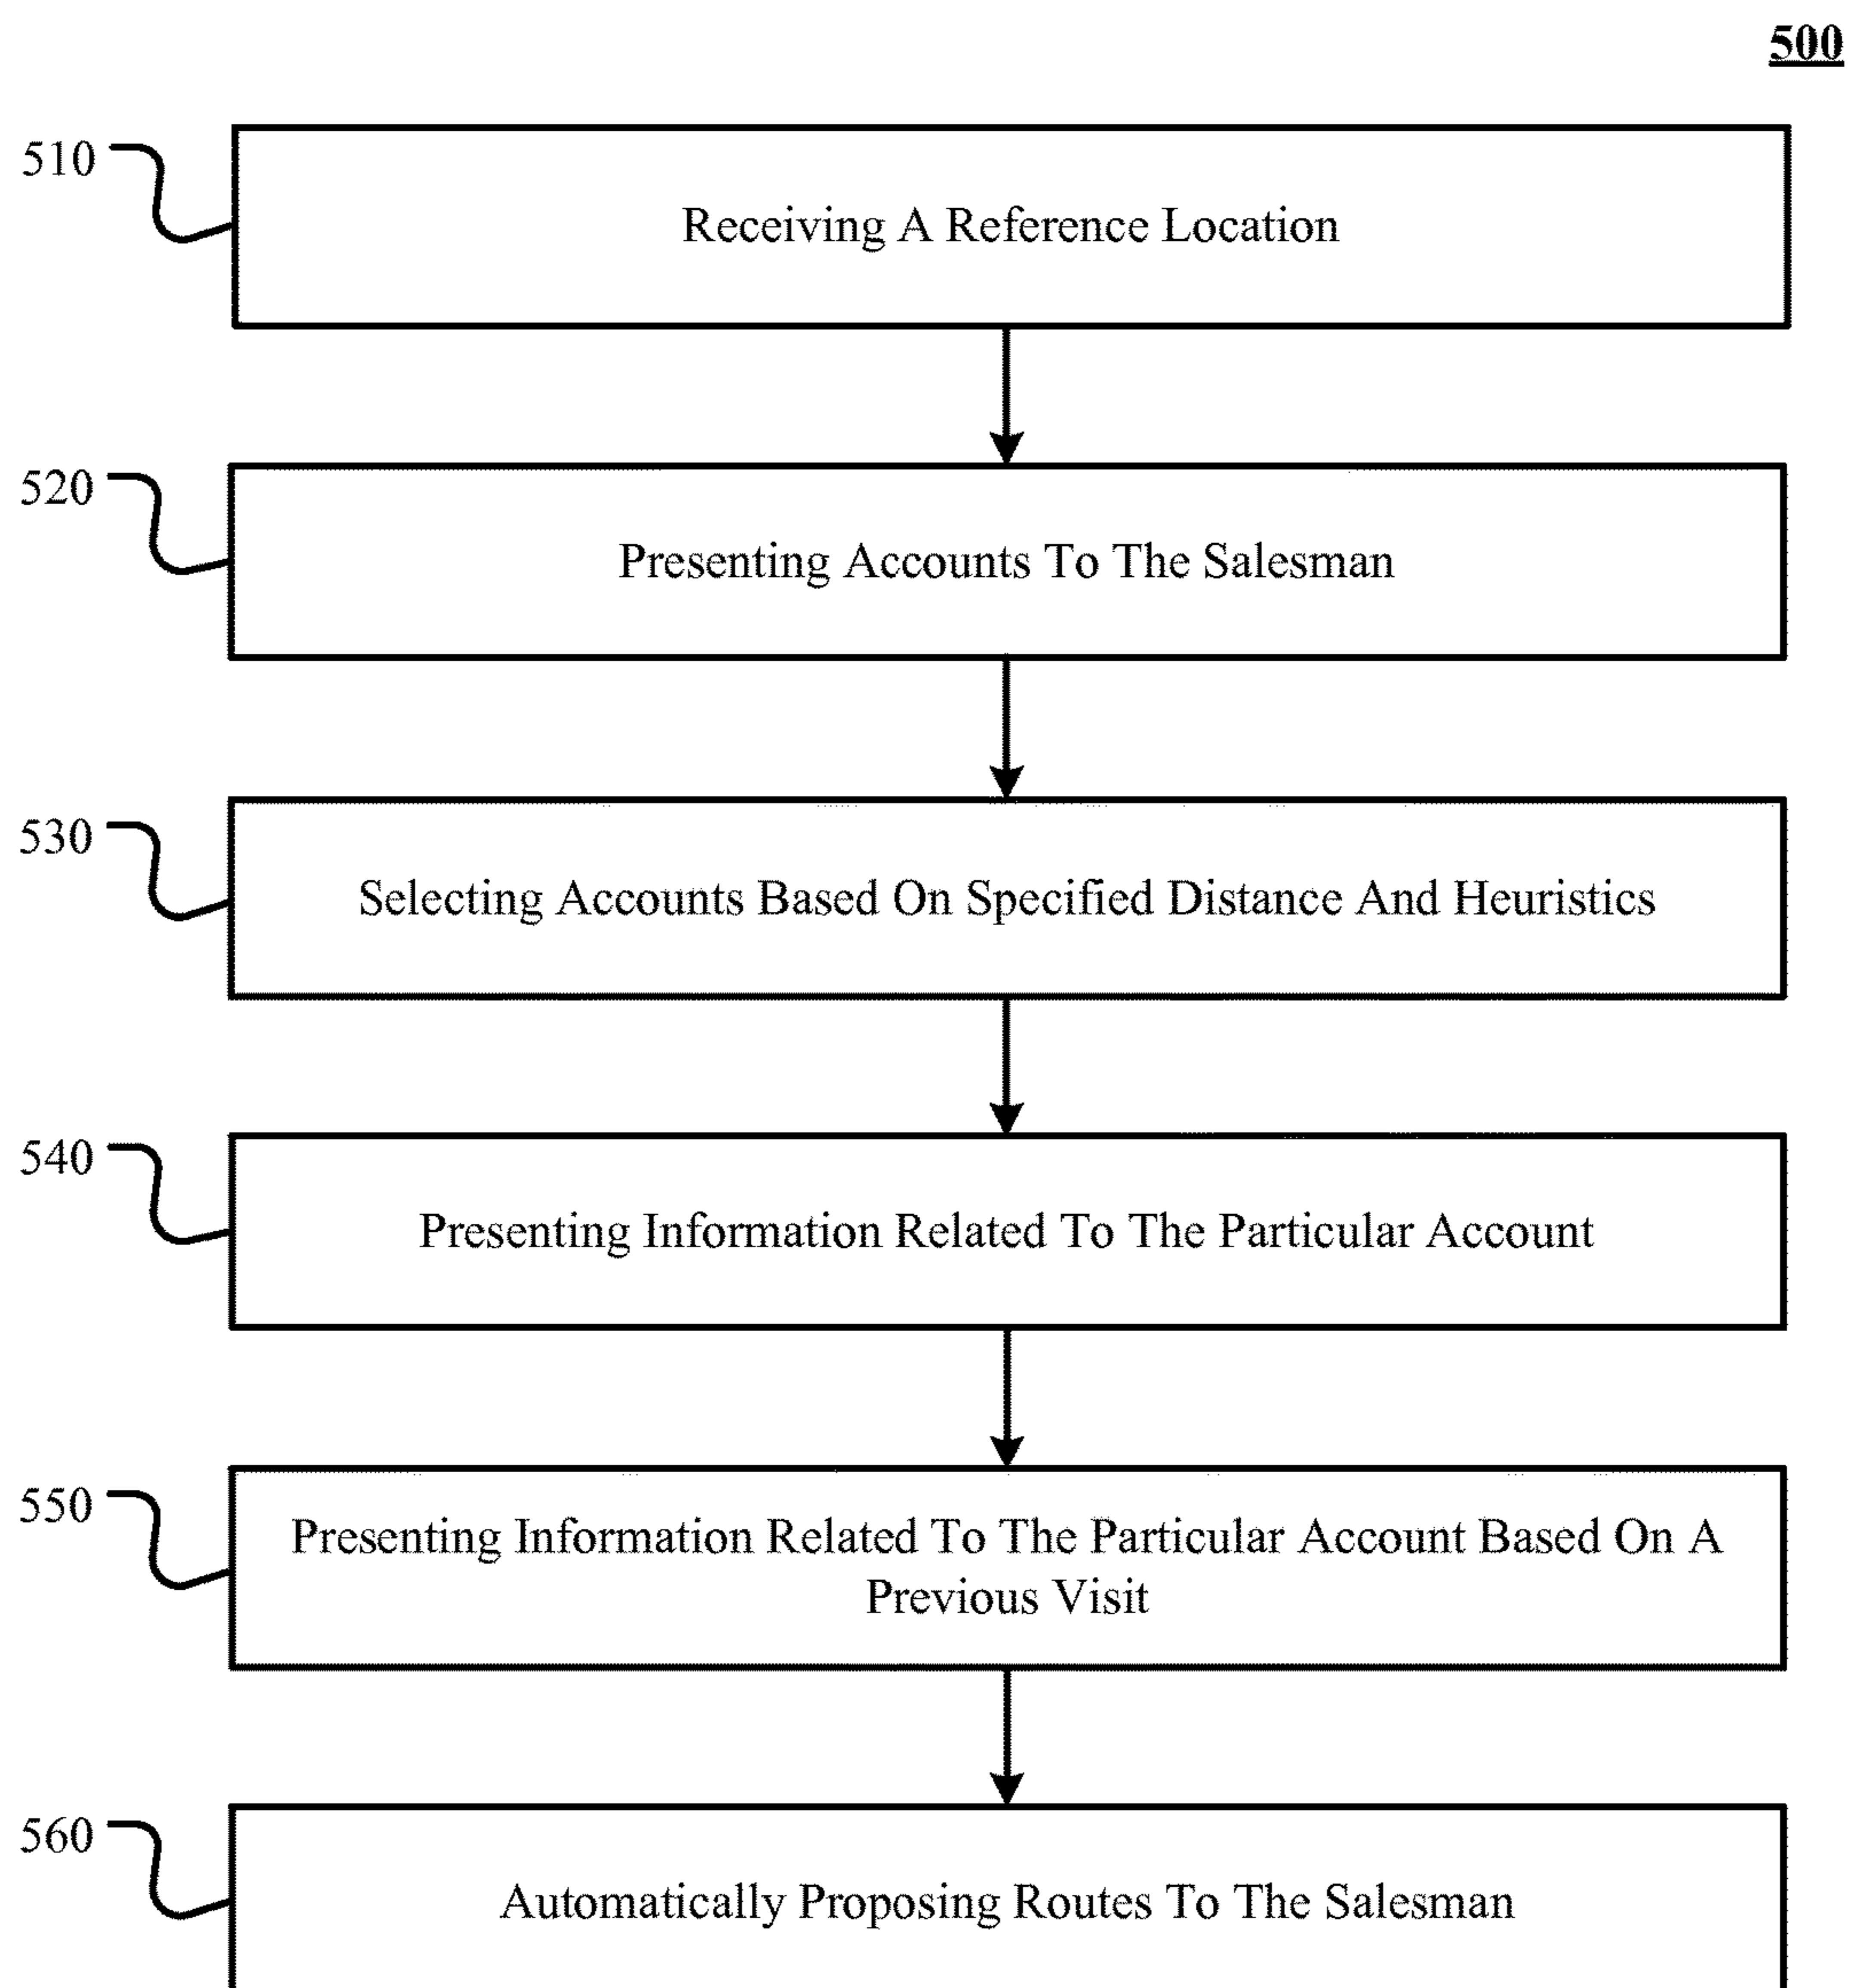 500
510
Receiving A Reference Location
520
Presenting Accounts To The Salesman
530
Selecting Accounts Based On Specified Distance And Heuristics
540
Presenting Information Related To The Particular Account
550
Presenting Information Related To The Particular Account Based On A
Previous Visit
560
Automatically Proposing Routes To The Salesman